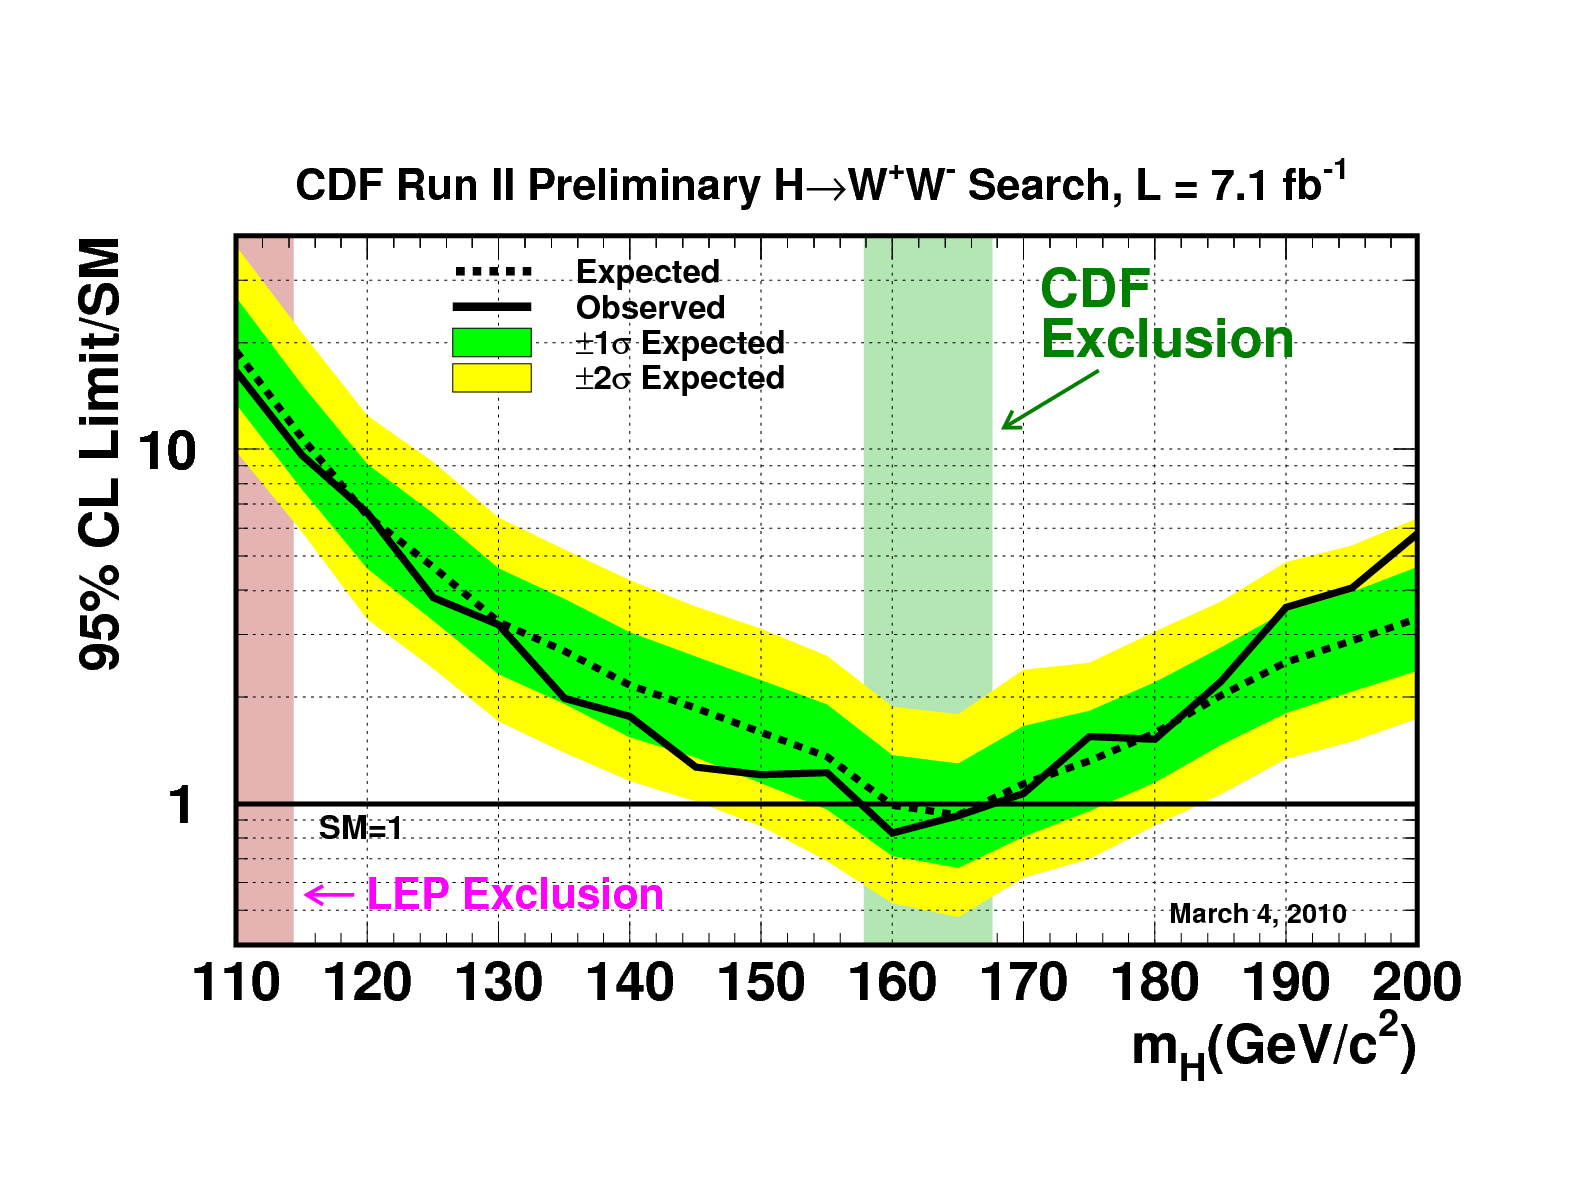 CDF Run II Preliminary H→W⁺W⁻ Search, L = 7.1 fb⁻¹
95% CL Limit/SM
Expected
Observed
±1σ Expected
±2σ Expected
CDF
Exclusion
10
1
SM=1
LEP Exclusion
March 4, 2010
110 120 130 140 150 160 170 180 190 200
m_H(GeV/c²)